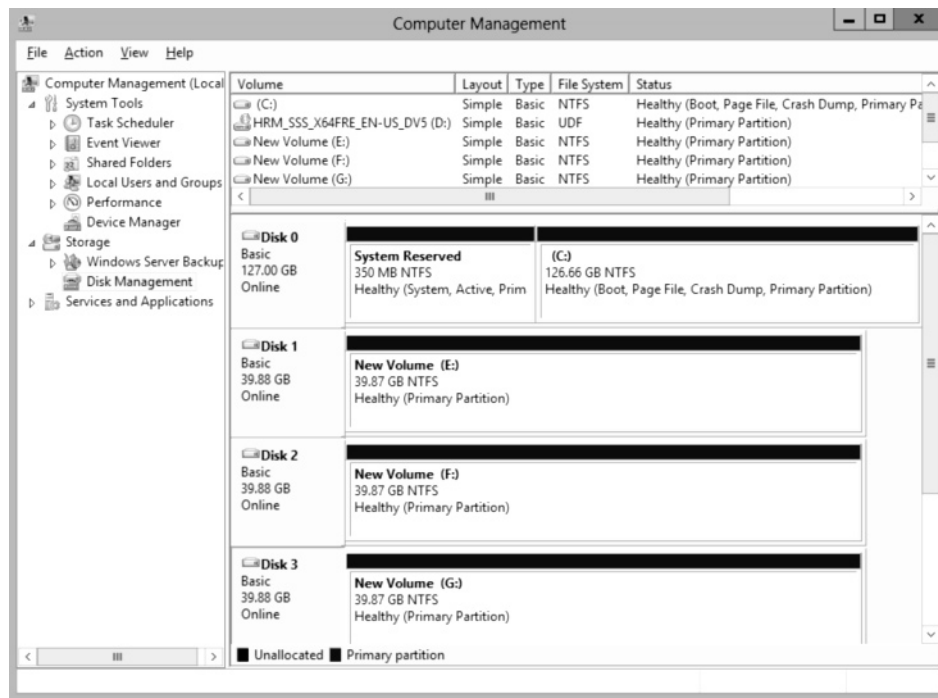 Computer Management
File Action View Help
Computer Management (Local
System Tools
Task Scheduler
Event Viewer
Shared Folders
Local Users and Groups
Performance
Device Manager
Storage
Windows Server Backup
Disk Management
Services and Applications
Volume Layout Type File System Status
(C:) Simple Basic NTFS Healthy (Boot, Page File, Crash Dump, Primary Pa
HRM_SSS_X64FRE_EN-US_DV5 (D:) Simple Basic UDF Healthy (Primary Partition)
New Volume (E:) Simple Basic NTFS Healthy (Primary Partition)
New Volume (F:) Simple Basic NTFS Healthy (Primary Partition)
New Volume (G:) Simple Basic NTFS Healthy (Primary Partition)
Disk 0
Basic
127.00 GB
Online
System Reserved
350 MB NTFS
Healthy (System, Active, Prim
(C:)
126.66 GB NTFS
Healthy (Boot, Page File, Crash Dump, Primary Partition)
Disk 1
Basic
39.88 GB
Online
New Volume (E:)
39.87 GB NTFS
Healthy (Primary Partition)
Disk 2
Basic
39.88 GB
Online
New Volume (F:)
39.87 GB NTFS
Healthy (Primary Partition)
Disk 3
Basic
39.88 GB
Online
New Volume (G:)
39.87 GB NTFS
Healthy (Primary Partition)
Unallocated Primary partition